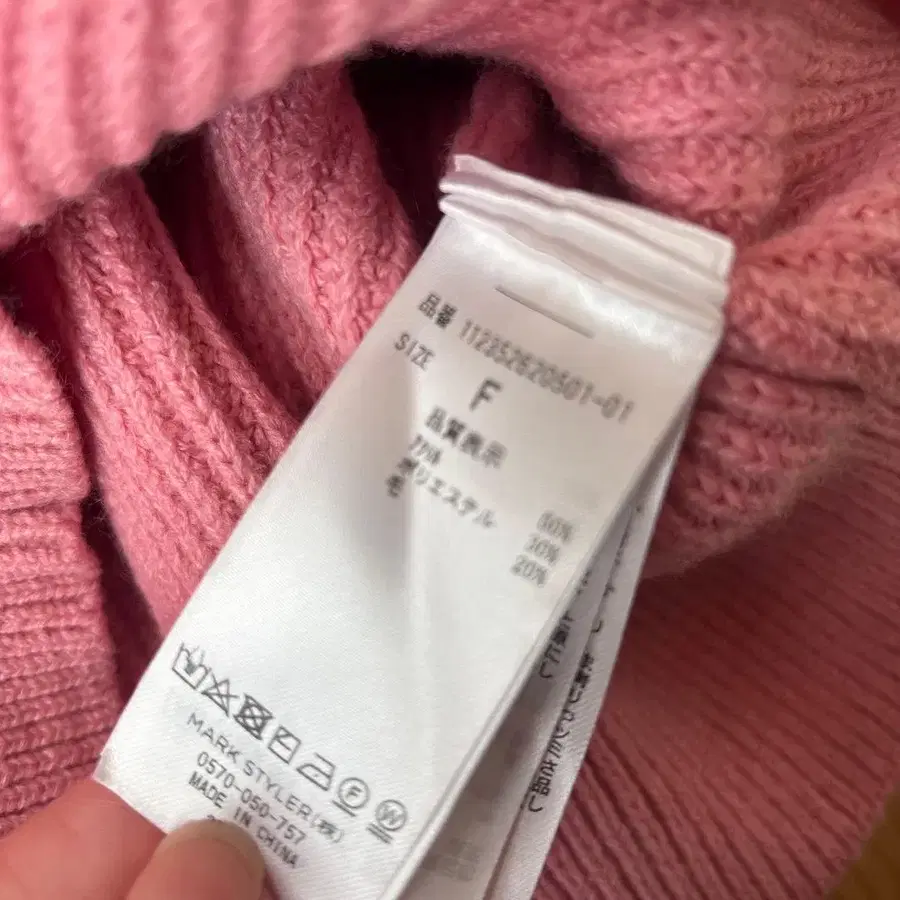 品番 112352620601-01
SIZE
F
品質表示
アクリル
ポリエステル
毛
50%
30%
20%
MARK STYLER(株)
0570-050-757
MADE IN CHINA